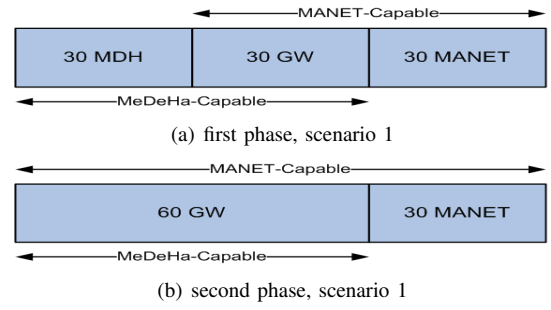 MANET-Capable
30 MDH 30 GW 30 MANET
MeDeHa-Capable
(a) first phase, scenario 1
MANET-Capable
60 GW 30 MANET
MeDeHa-Capable
(b) second phase, scenario 1